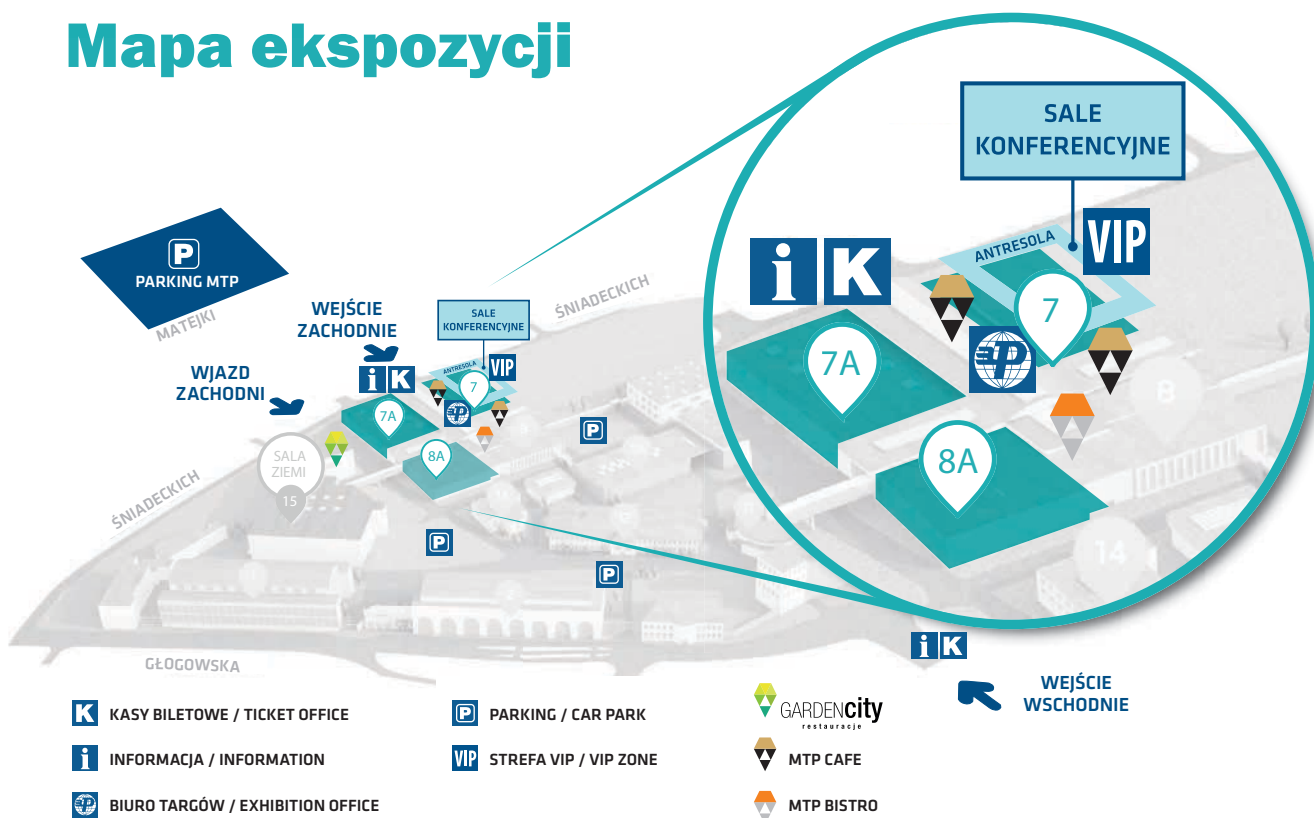 Mapa ekspozycji
SALE
KONFERENCYJNE
ANTRESOLA
VIP
i K
7
7A
8A
8
14
P
PARKING MTP
MATEJKI
WEJŚCIE
ZACHODNIE
WJAZD
ZACHODNI
ŚNIADECKICH
SALE
KONFERENCYJNE
ANTRESOLA
VIP
i K
7
7A
8A
P
SALA
ZIEMI
15
ŚNIADECKICH
P
P
GŁOGOWSKA
i K
WEJŚCIE
WSCHODNIE
K KASY BILETOWE / TICKET OFFICE
i INFORMACJA / INFORMATION
BIURO TARGÓW / EXHIBITION OFFICE
P PARKING / CAR PARK
VIP STREFA VIP / VIP ZONE
GARDENcity
restauracje
MTP CAFE
MTP BISTRO